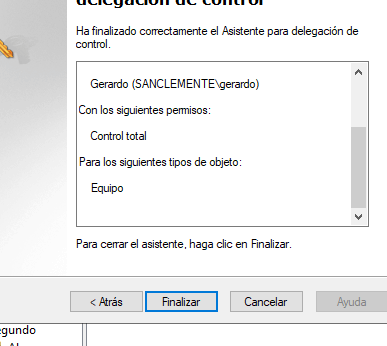 delegación de control
Ha finalizado correctamente el Asistente para delegación de
control.
Gerardo (SANCLEMENTE\gerardo)
Con los siguientes permisos:
Control total
Para los siguientes tipos de objeto:
Equipo
Para cerrar el asistente, haga clic en Finalizar.
< Atrás
Finalizar
Cancelar
Ayuda
egundo